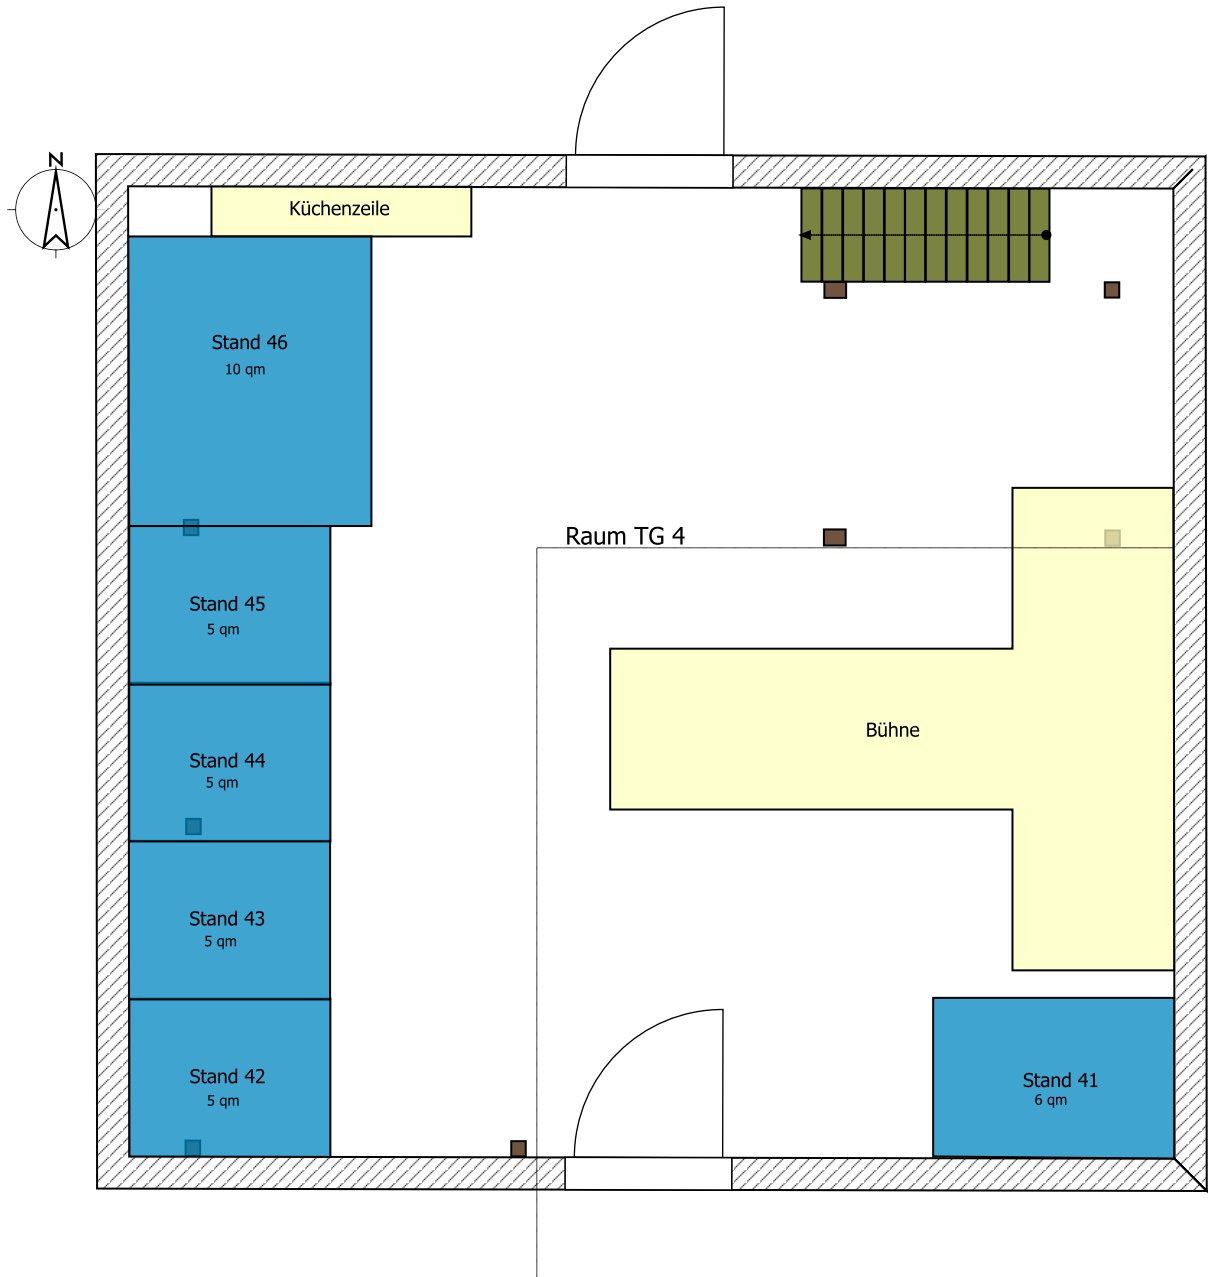 N
Küchenzeile
Stand 46
10 qm
Raum TG 4
Stand 45
5 qm
Bühne
Stand 44
5 qm
Stand 43
5 qm
Stand 42
5 qm
Stand 41
6 qm